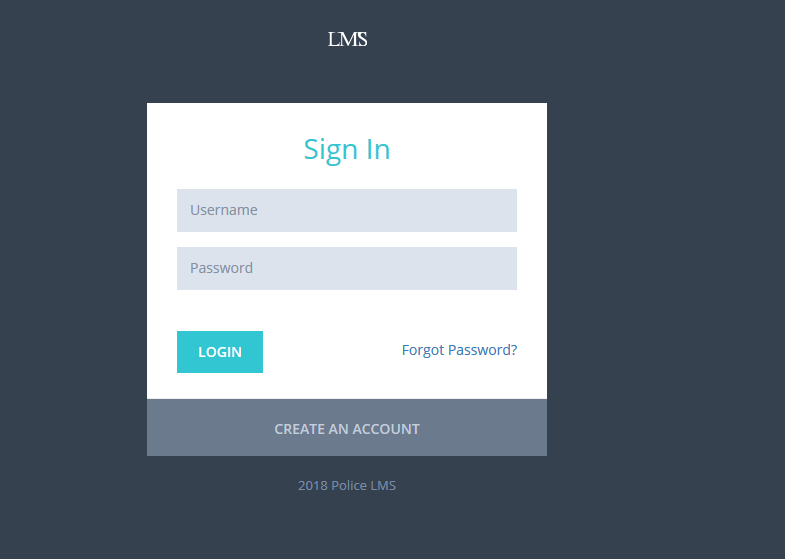 LMS
Sign In
Username
Password
LOGIN
Forgot Password?
CREATE AN ACCOUNT
2018 Police LMS